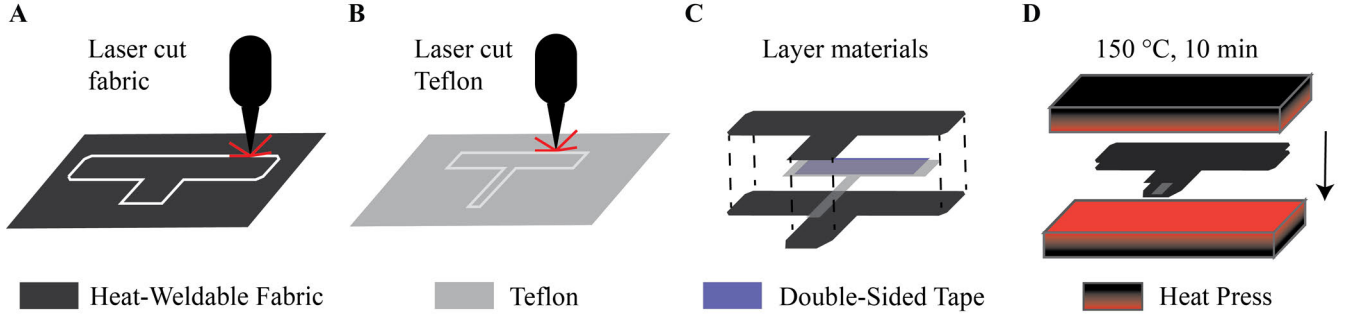 A
B
C
D
Laser cut
fabric
Laser cut
Teflon
Layer materials
150 °C, 10 min
Heat-Weldable Fabric
Teflon
Double-Sided Tape
Heat Press